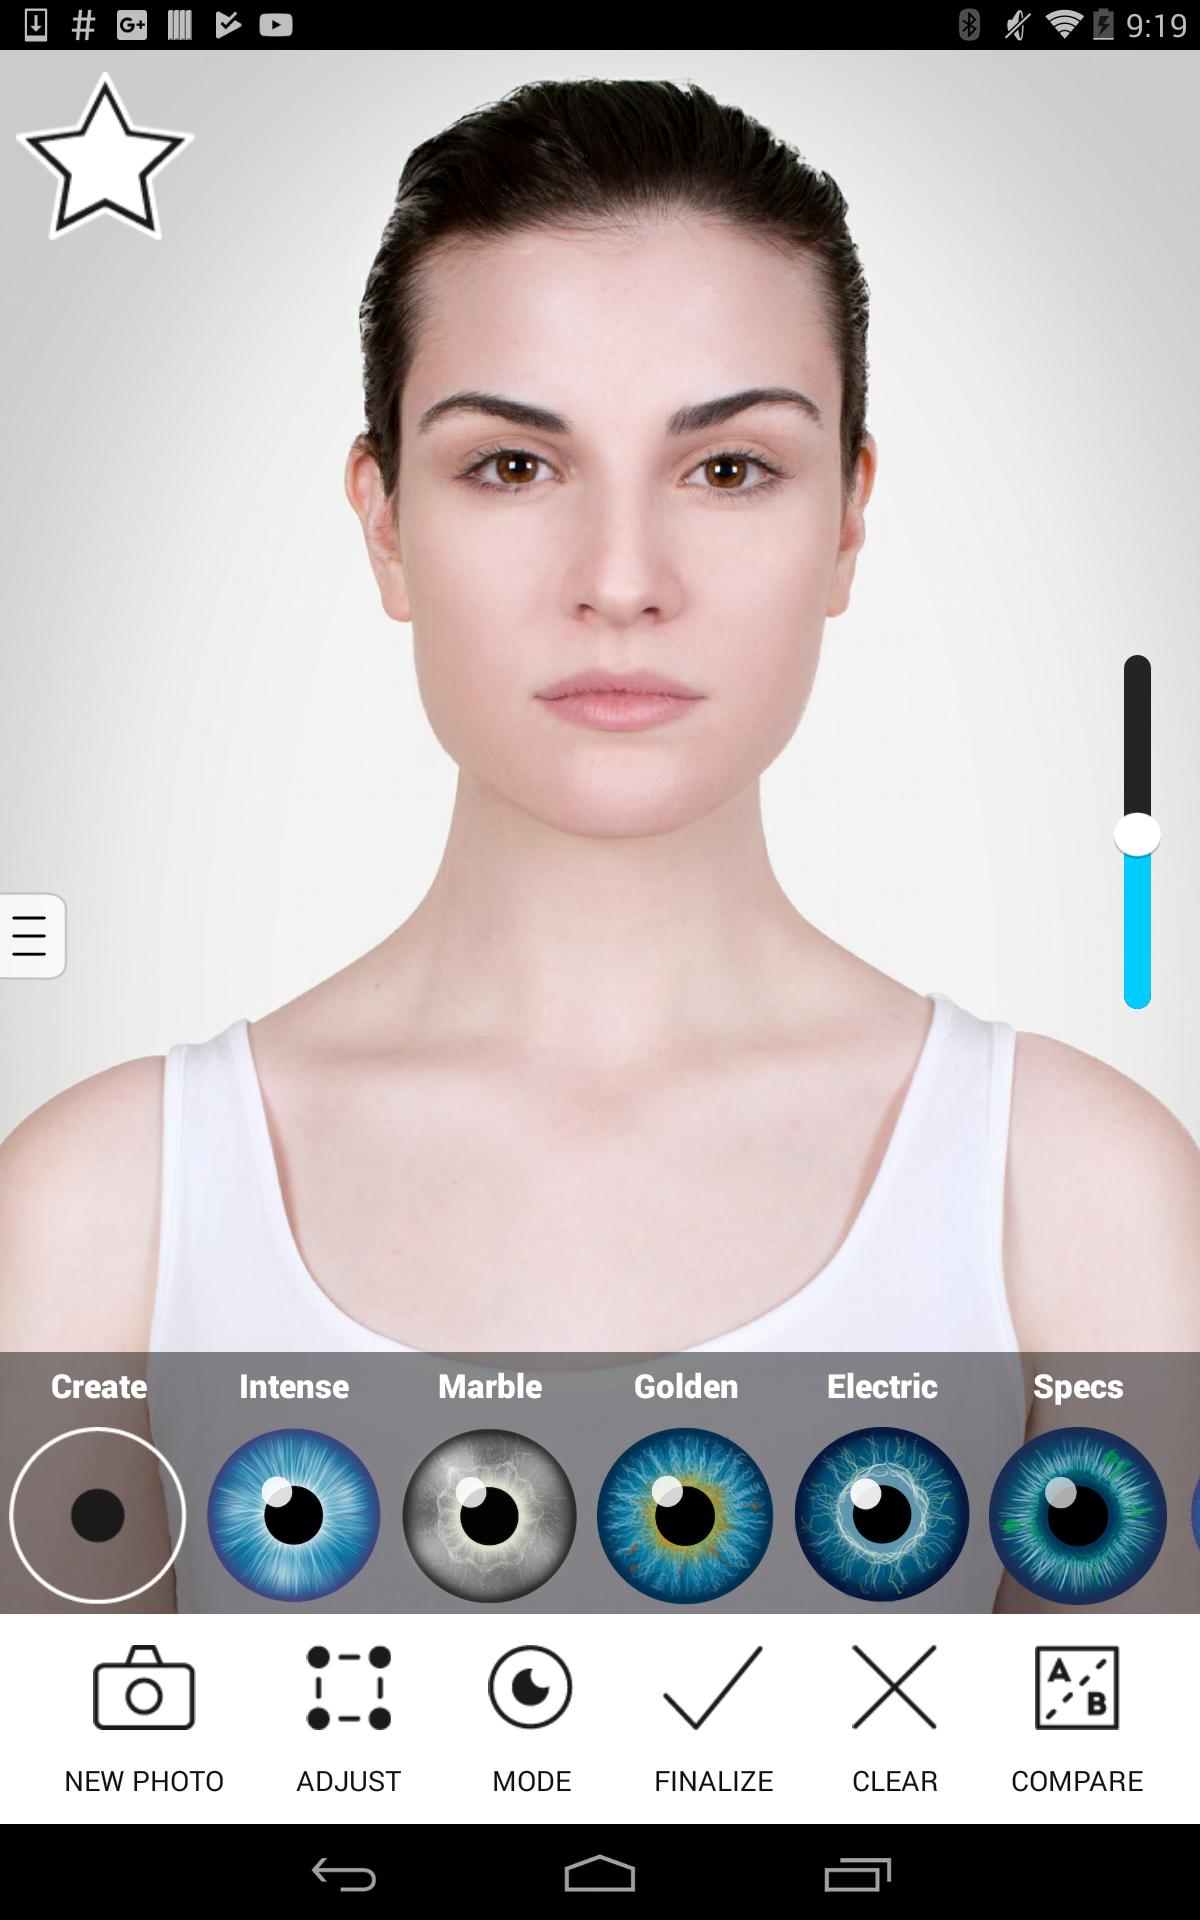 9:19
Create
Intense
Marble
Golden
Electric
Specs
A
B
NEW PHOTO
ADJUST
MODE
FINALIZE
CLEAR
COMPARE